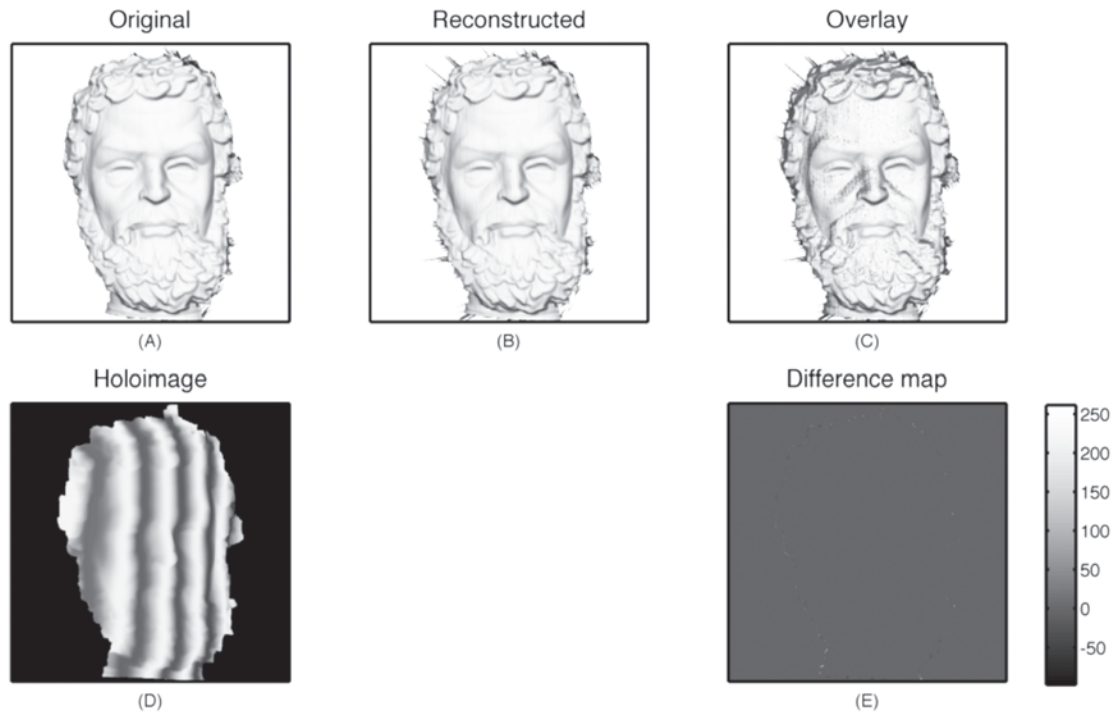 Original
Reconstructed
Overlay
(A)
(B)
(C)
Holoimage
Difference map
250
200
150
100
50
0
-50
(D)
(E)